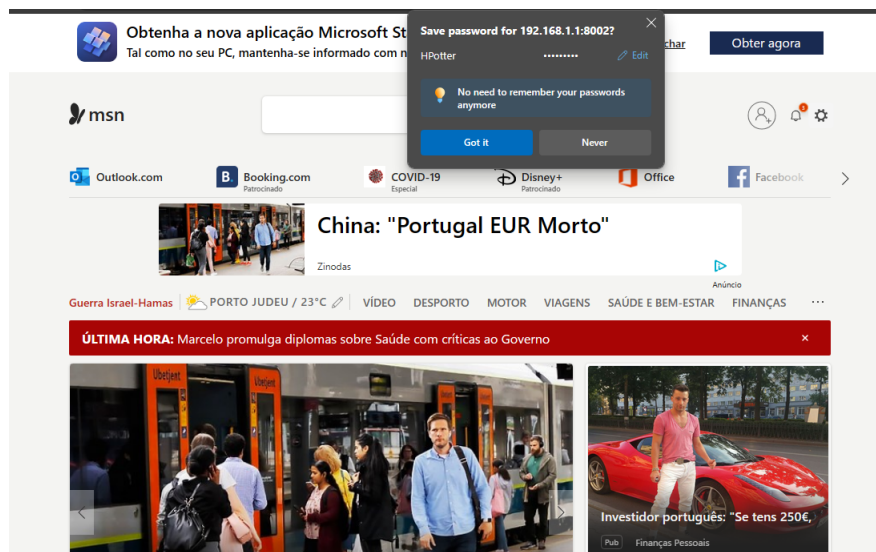 Obtenha a nova aplicação Microsoft St
Tal como no seu PC, mantenha-se informado com n
char
Obter agora
Save password for 192.168.1.1:8002?
HPotter
Edit
No need to remember your passwords
anymore
Got it
Never
msn
Outlook.com
B.
Booking.com
Patrocinado
COVID-19
Especial
Disney+
Patrocinado
Office
Facebook
China: "Portugal EUR Morto"
Zinodas
Anúncio
Guerra Israel-Hamas
PORTO JUDEU / 23°C
VÍDEO
DESPORTO
MOTOR
VIAGENS
SAÚDE E BEM-ESTAR
FINANÇAS
ÚLTIMA HORA: Marcelo promulga diplomas sobre Saúde com críticas ao Governo
Ubetjent
Ubetjent
Investidor português: "Se tens 250€,
Pub
Finanças Pessoais